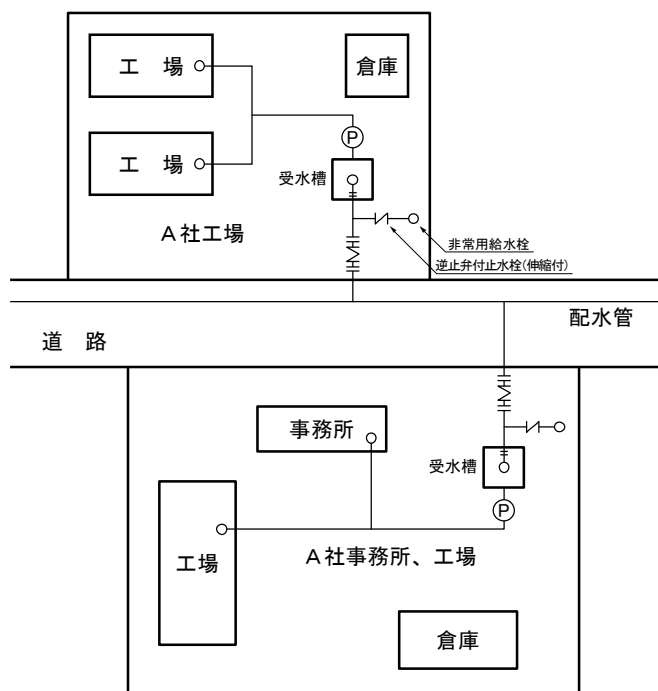 工　場
倉庫
工　場
P
受水槽
A社工場
非常用給水栓
逆止弁付止水栓(伸縮付)
配水管
道　路
事務所
受水槽
P
工場
A社事務所、工場
倉庫